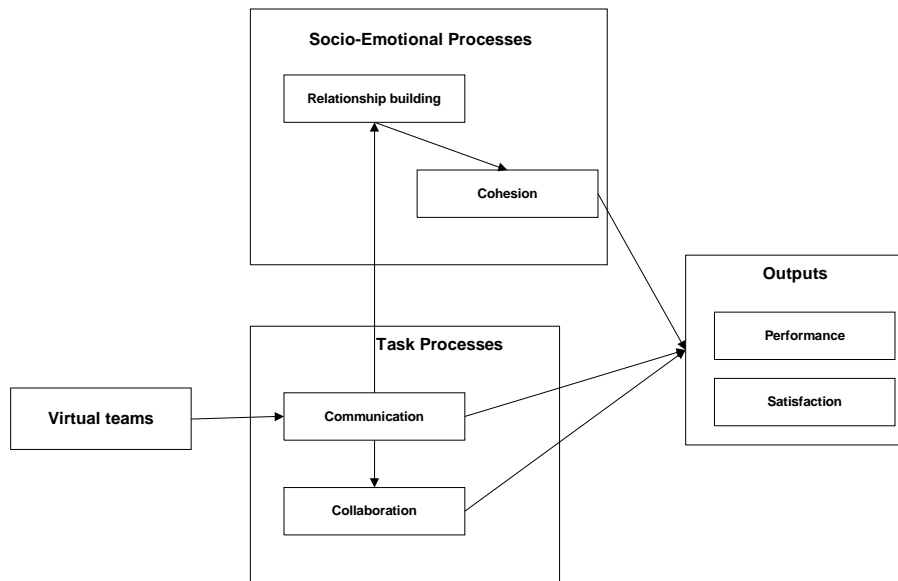 Socio-Emotional Processes
Relationship building
Cohesion
Outputs
Performance
Satisfaction
Task Processes
Virtual teams
Communication
Collaboration